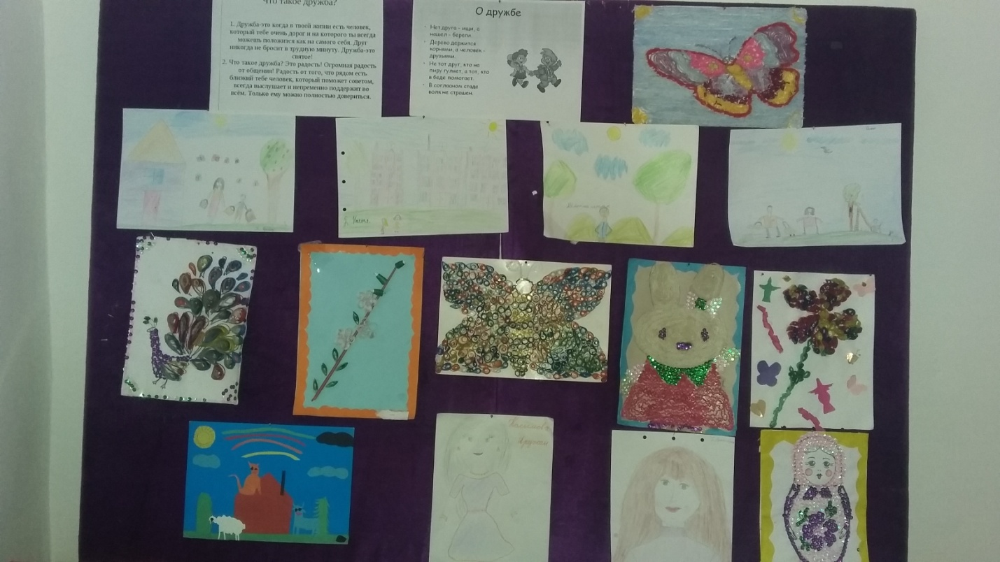 Что такое дружба?
1. Дружба-это когда в твоей жизни есть человек,
который тебе очень дорог и на которого ты всегда
можешь положится как на самого себя. Друг
никогда не бросит в трудную минуту. Дружба-это
святое!
2. Что такое дружба? Это радость! Огромная радость
от общения! Радость от того, что рядом есть
близкий тебе человек, который поможет советом,
всегда выслушает и непременно поддержит во
всём. Только ему можно полностью довериться.
О дружбе
Нет друга - ищи, а
нашел - береги.
Дерево держится
корнями, а человек -
друзьями.
Не тот друг, кто на
пиру гуляет, а тот, кто
в беде помогает.
В согласном стаде
волк не страшен.